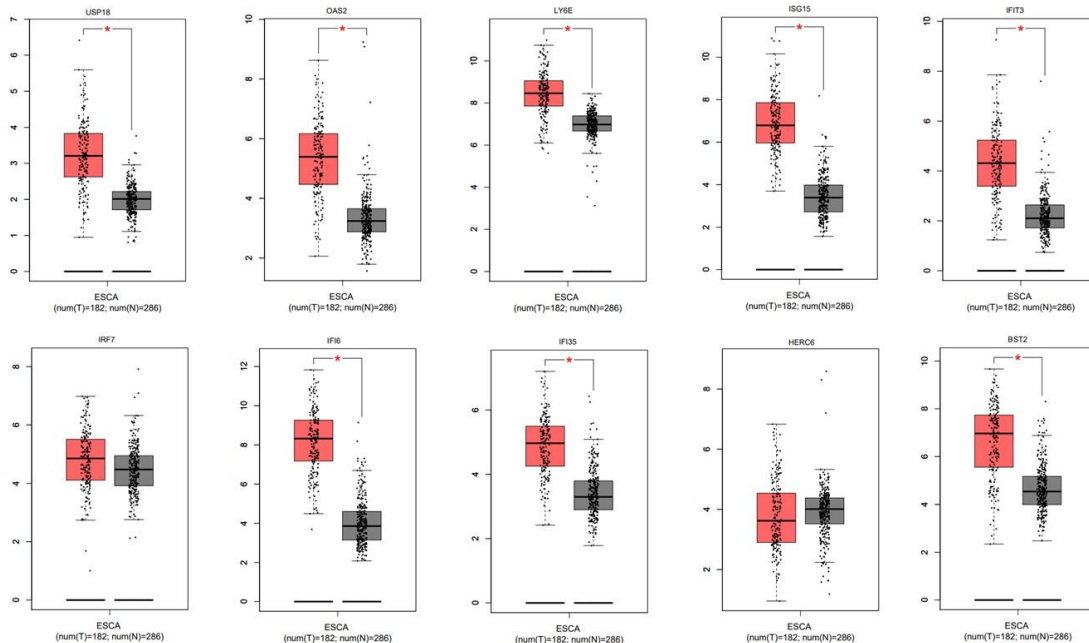 USP18
OAS2
LY6E
ISG15
IFIT3
7
6
5
4
3
2
1
0
*
ESCA
(num(T)=182; num(N)=286)
10
8
6
4
2
*
ESCA
(num(T)=182; num(N)=286)
10
8
6
4
2
0
*
ESCA
(num(T)=182; num(N)=286)
10
8
6
4
2
0
*
ESCA
(num(T)=182; num(N)=286)
10
8
6
4
2
0
*
ESCA
(num(T)=182; num(N)=286)
IRF7
IFI6
IFI35
HERC6
BST2
8
6
4
2
0
ESCA
(num(T)=182; num(N)=286)
12
10
8
6
4
2
0
*
ESCA
(num(T)=182; num(N)=286)
6
4
2
0
*
ESCA
(num(T)=182; num(N)=286)
8
6
4
2
ESCA
(num(T)=182; num(N)=286)
10
8
6
4
2
0
*
ESCA
(num(T)=182; num(N)=286)